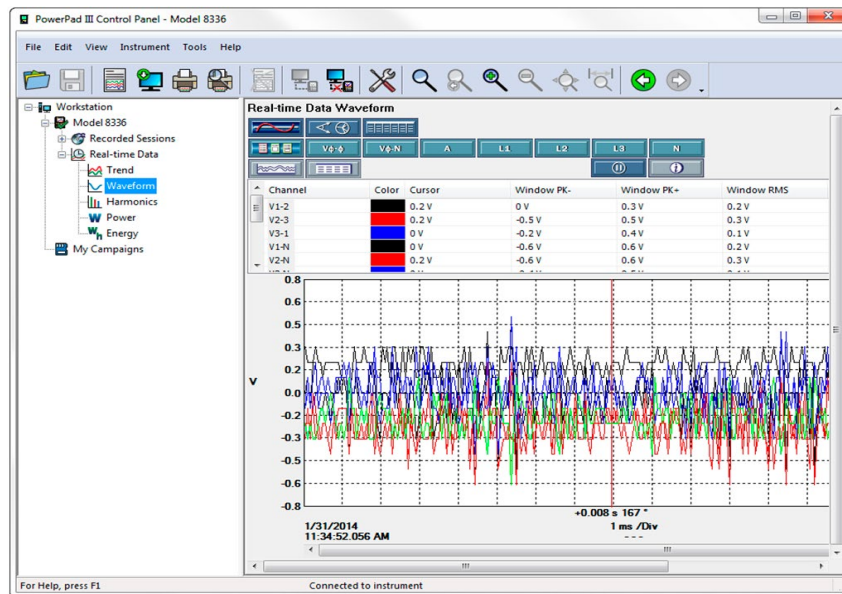 PowerPad III Control Panel - Model 8336
File Edit View Instrument Tools Help
Workstation
Model 8336
Recorded Sessions
Real-time Data
Trend
Waveform
Harmonics
W Power
Wh Energy
My Campaigns
Real-time Data Waveform
Vϕ-ϕ Vϕ-N A L1 L2 L3 N
Channel Color Cursor Window PK- Window PK+ Window RMS
V1-2 0.2 V 0 V 0.3 V 0.2 V
V2-3 0.2 V -0.5 V 0.5 V 0.3 V
V3-1 0 V -0.2 V 0.4 V 0.1 V
V1-N 0 V -0.6 V 0.6 V 0.2 V
V2-N 0.2 V -0.6 V 0.6 V 0.3 V
0.8
0.6
0.5
0.3
0.2
V
0.0
-0.2
-0.3
-0.5
-0.6
-0.8
+0.008 s 167 °
1/31/2014 1 ms /Div
11:34:52.056 AM ---
For Help, press F1 Connected to instrument